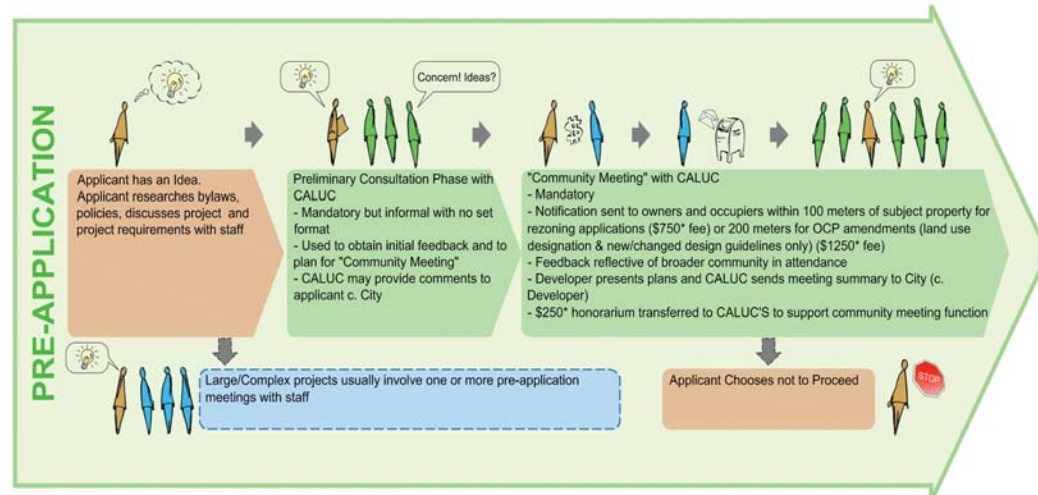 PRE-APPLICATION
Concern! Ideas?
Applicant has an Idea.
Applicant researches bylaws,
policies, discusses project and
project requirements with staff
Preliminary Consultation Phase with
CALUC
- Mandatory but informal with no set
format
- Used to obtain initial feedback and to
plan for "Community Meeting"
- CALUC may provide comments to
applicant c. City
"Community Meeting" with CALUC
- Mandatory
- Notification sent to owners and occupiers within 100 meters of subject property for
rezoning applications ($750* fee) or 200 meters for OCP amendments (land use
designation & new/changed design guidelines only) ($1250* fee)
- Feedback reflective of broader community in attendance
- Developer presents plans and CALUC sends meeting summary to City (c.
Developer)
- $250* honorarium transferred to CALUC'S to support community meeting function
Large/Complex projects usually involve one or more pre-application
meetings with staff
Applicant Chooses not to Proceed
STOP